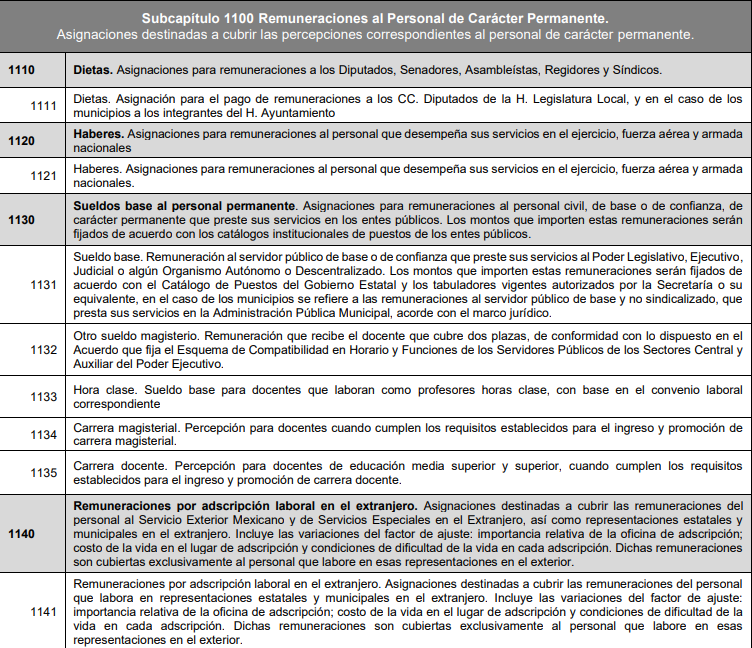 Subcapítulo 1100 Remuneraciones al Personal de Carácter Permanente.
Asignaciones destinadas a cubrir las percepciones correspondientes al personal de carácter permanente.
1110 Dietas. Asignaciones para remuneraciones a los Diputados, Senadores, Asambleístas, Regidores y Síndicos.
1111 Dietas. Asignación para el pago de remuneraciones a los CC. Diputados de la H. Legislatura Local, y en el caso de los
municipios a los integrantes del H. Ayuntamiento
1120 Haberes. Asignaciones para remuneraciones al personal que desempeña sus servicios en el ejercicio, fuerza aérea y armada
nacionales
1121 Haberes. Asignaciones para remuneraciones al personal que desempeña sus servicios en el ejercicio, fuerza aérea y armada
nacionales.
1130 Sueldos base al personal permanente. Asignaciones para remuneraciones al personal civil, de base o de confianza, de
carácter permanente que preste sus servicios en los entes públicos. Los montos que importen estas remuneraciones serán
fijados de acuerdo con los catálogos institucionales de puestos de los entes públicos.
1131 Sueldo base. Remuneración al servidor público de base o de confianza que preste sus servicios al Poder Legislativo, Ejecutivo,
Judicial o algún Organismo Autónomo o Descentralizado. Los montos que importen estas remuneraciones serán fijados de
acuerdo con el Catálogo de Puestos del Gobierno Estatal y los tabuladores vigentes autorizados por la Secretaría o su
equivalente, en el caso de los municipios se refiere a las remuneraciones al servidor público de base y no sindicalizado, que
presta sus servicios en la Administración Pública Municipal, acorde con el marco jurídico.
1132 Otro sueldo magisterio. Remuneración que recibe el docente que cubre dos plazas, de conformidad con lo dispuesto en el
Acuerdo que fija el Esquema de Compatibilidad en Horario y Funciones de los Servidores Públicos de los Sectores Central y
Auxiliar del Poder Ejecutivo.
1133 Hora clase. Sueldo base para docentes que laboran como profesores horas clase, con base en el convenio laboral
correspondiente
1134 Carrera magisterial. Percepción para docentes cuando cumplen los requisitos establecidos para el ingreso y promoción de
carrera magisterial.
1135 Carrera docente. Percepción para docentes de educación media superior y superior, cuando cumplen los requisitos
establecidos para el ingreso y promoción de carrera docente.
1140 Remuneraciones por adscripción laboral en el extranjero. Asignaciones destinadas a cubrir las remuneraciones del
personal al Servicio Exterior Mexicano y de Servicios Especiales en el Extranjero, así como representaciones estatales y
municipales en el extranjero. Incluye las variaciones del factor de ajuste: importancia relativa de la oficina de adscripción;
costo de la vida en el lugar de adscripción y condiciones de dificultad de la vida en cada adscripción. Dichas remuneraciones
son cubiertas exclusivamente al personal que labore en esas representaciones en el exterior.
1141 Remuneraciones por adscripción laboral en el extranjero. Asignaciones destinadas a cubrir las remuneraciones del personal
que labora en representaciones estatales y municipales en el extranjero. Incluye las variaciones del factor de ajuste:
importancia relativa de la oficina de adscripción; costo de la vida en el lugar de adscripción y condiciones de dificultad de la
vida en cada adscripción. Dichas remuneraciones son cubiertas exclusivamente al personal que labore en esas
representaciones en el exterior.